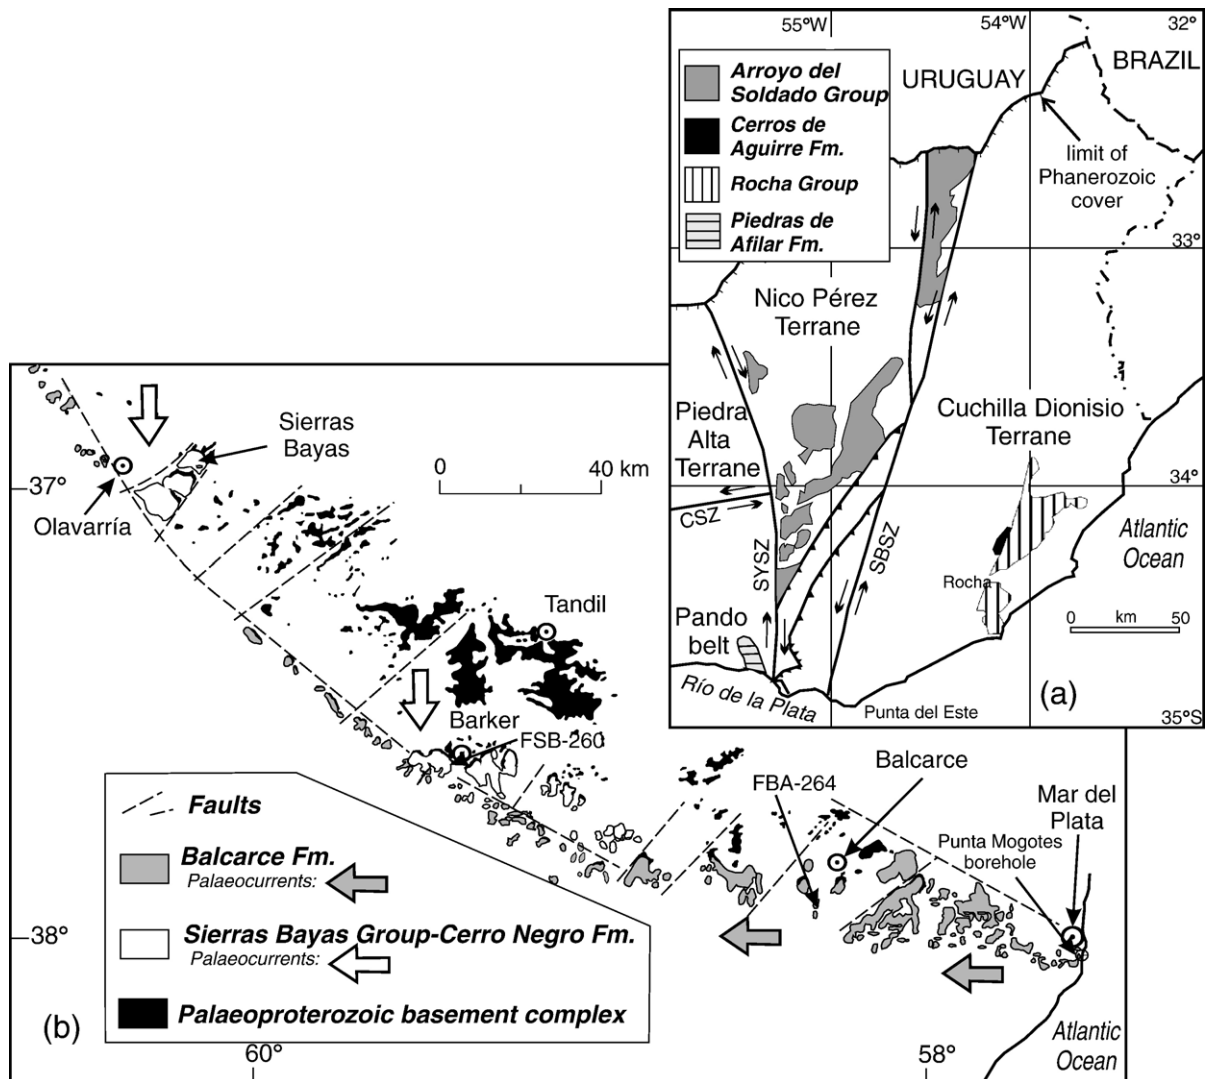 55°W
54°W
32°
BRAZIL
URUGUAY
Arroyo del
Soldado Group
Cerros de
Aguirre Fm.
Rocha Group
Piedras de
Afilar Fm.
limit of
Phanerozoic
cover
33°
Nico Pérez
Terrane
Piedra
Alta
Terrane
Cuchilla Dionisio
Terrane
34°
CSZ
SYSZ
SBSZ
Atlantic
Ocean
Rocha
0 km 50
Pando
belt
Río de la Plata
Punta del Este
(a)
35°S
Sierras
Bayas
0 40 km
37°
Olavarría
Tandil
Barker
FSB-260
FBA-264
Balcarce
Mar del
Plata
Punta Mogotes
borehole
Faults
Balcarce Fm.
Palaeocurrents:
38°
Sierras Bayas Group-Cerro Negro Fm.
Palaeocurrents:
Palaeoproterozoic basement complex
(b)
60°
58°
Atlantic
Ocean